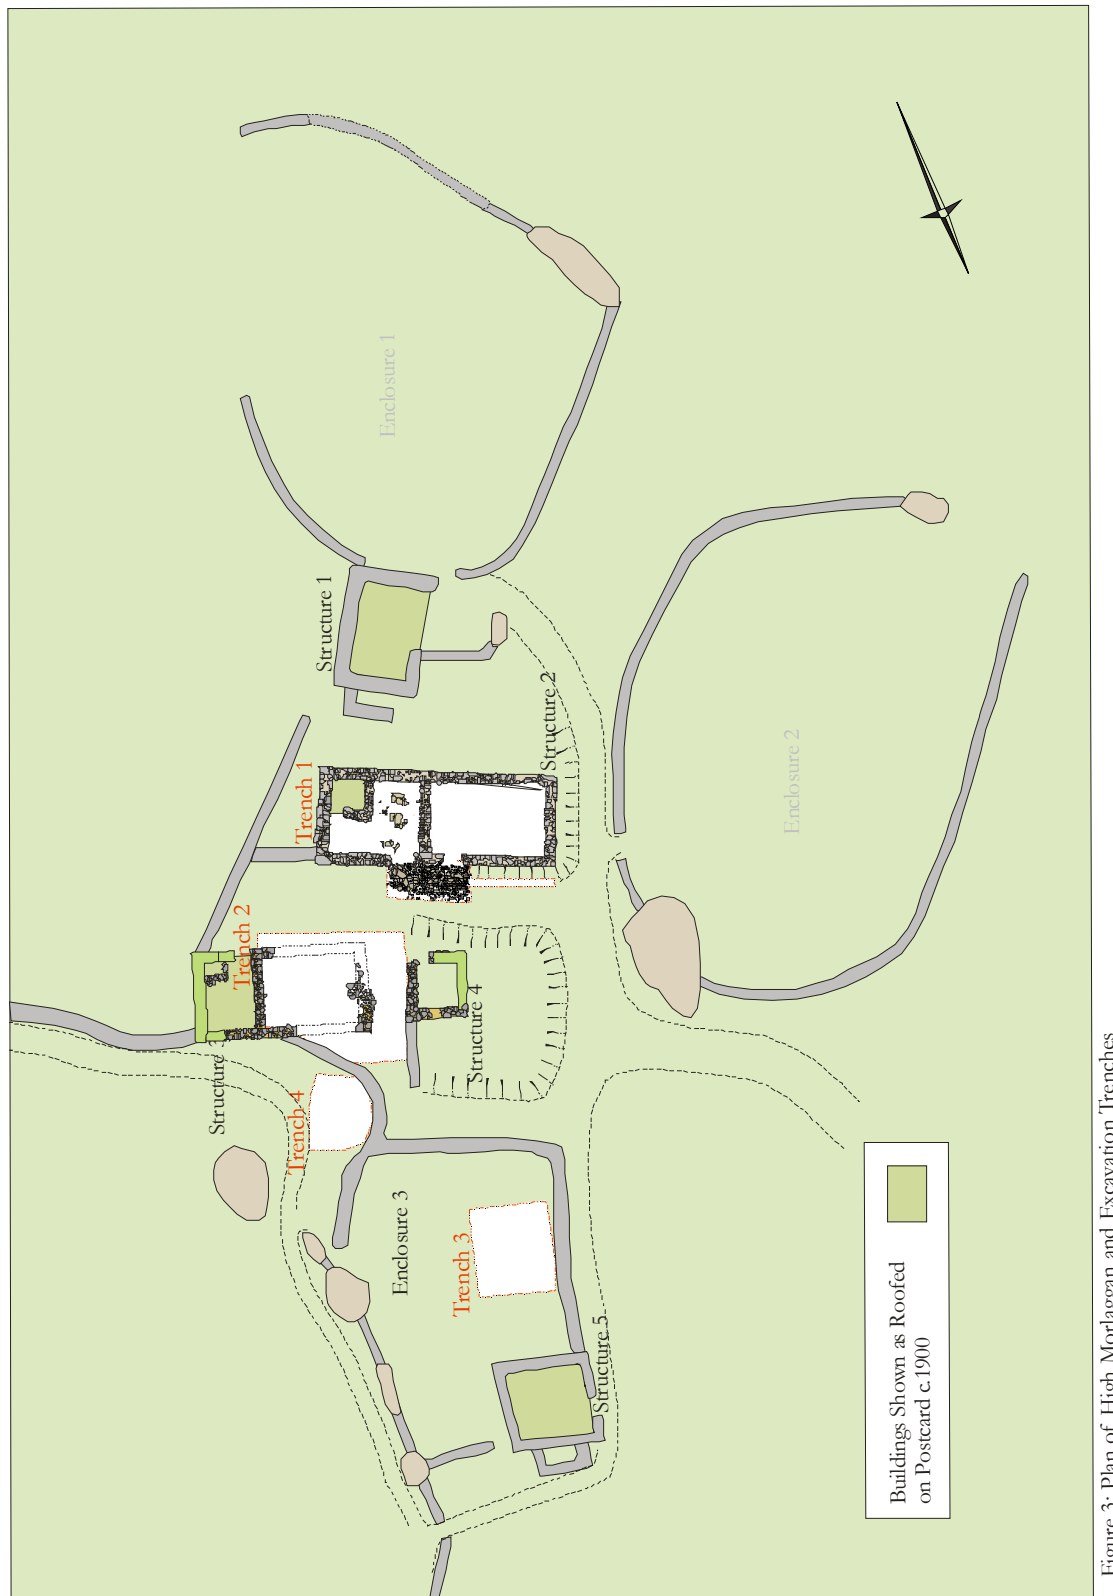 Enclosure 1
Structure 1
Structure 2
Trench 1
Enclosure 2
Trench 2
Structure 4
Structure 3
Trench 4
Enclosure 3
Trench 3
Structure 5
Buildings Shown as Roofed
on Postcard c.1900
Figure 3: Plan of High Morlaggan and Excavation Trenches